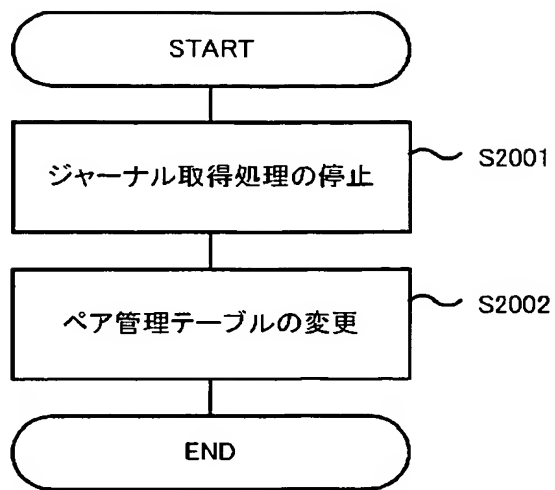 START
ジャーナル取得処理の停止
S2001
ペア管理テーブルの変更
S2002
END